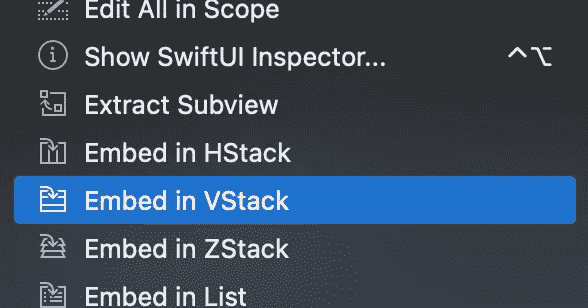 Edit All in Scope
Show SwiftUI Inspector... ⌃⌥
Extract Subview
Embed in HStack
Embed in VStack
Embed in ZStack
Embed in List